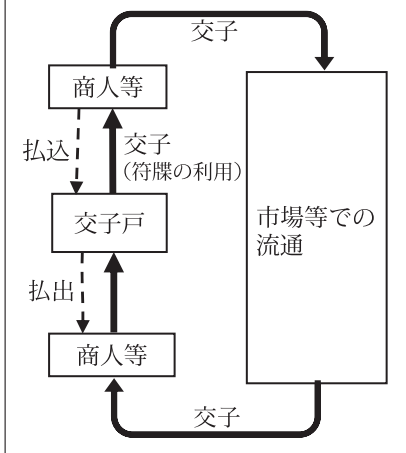 交子
商人等
払込
交子
（符牒の利用）
交子戸
市場等での
流通
払出
商人等
交子